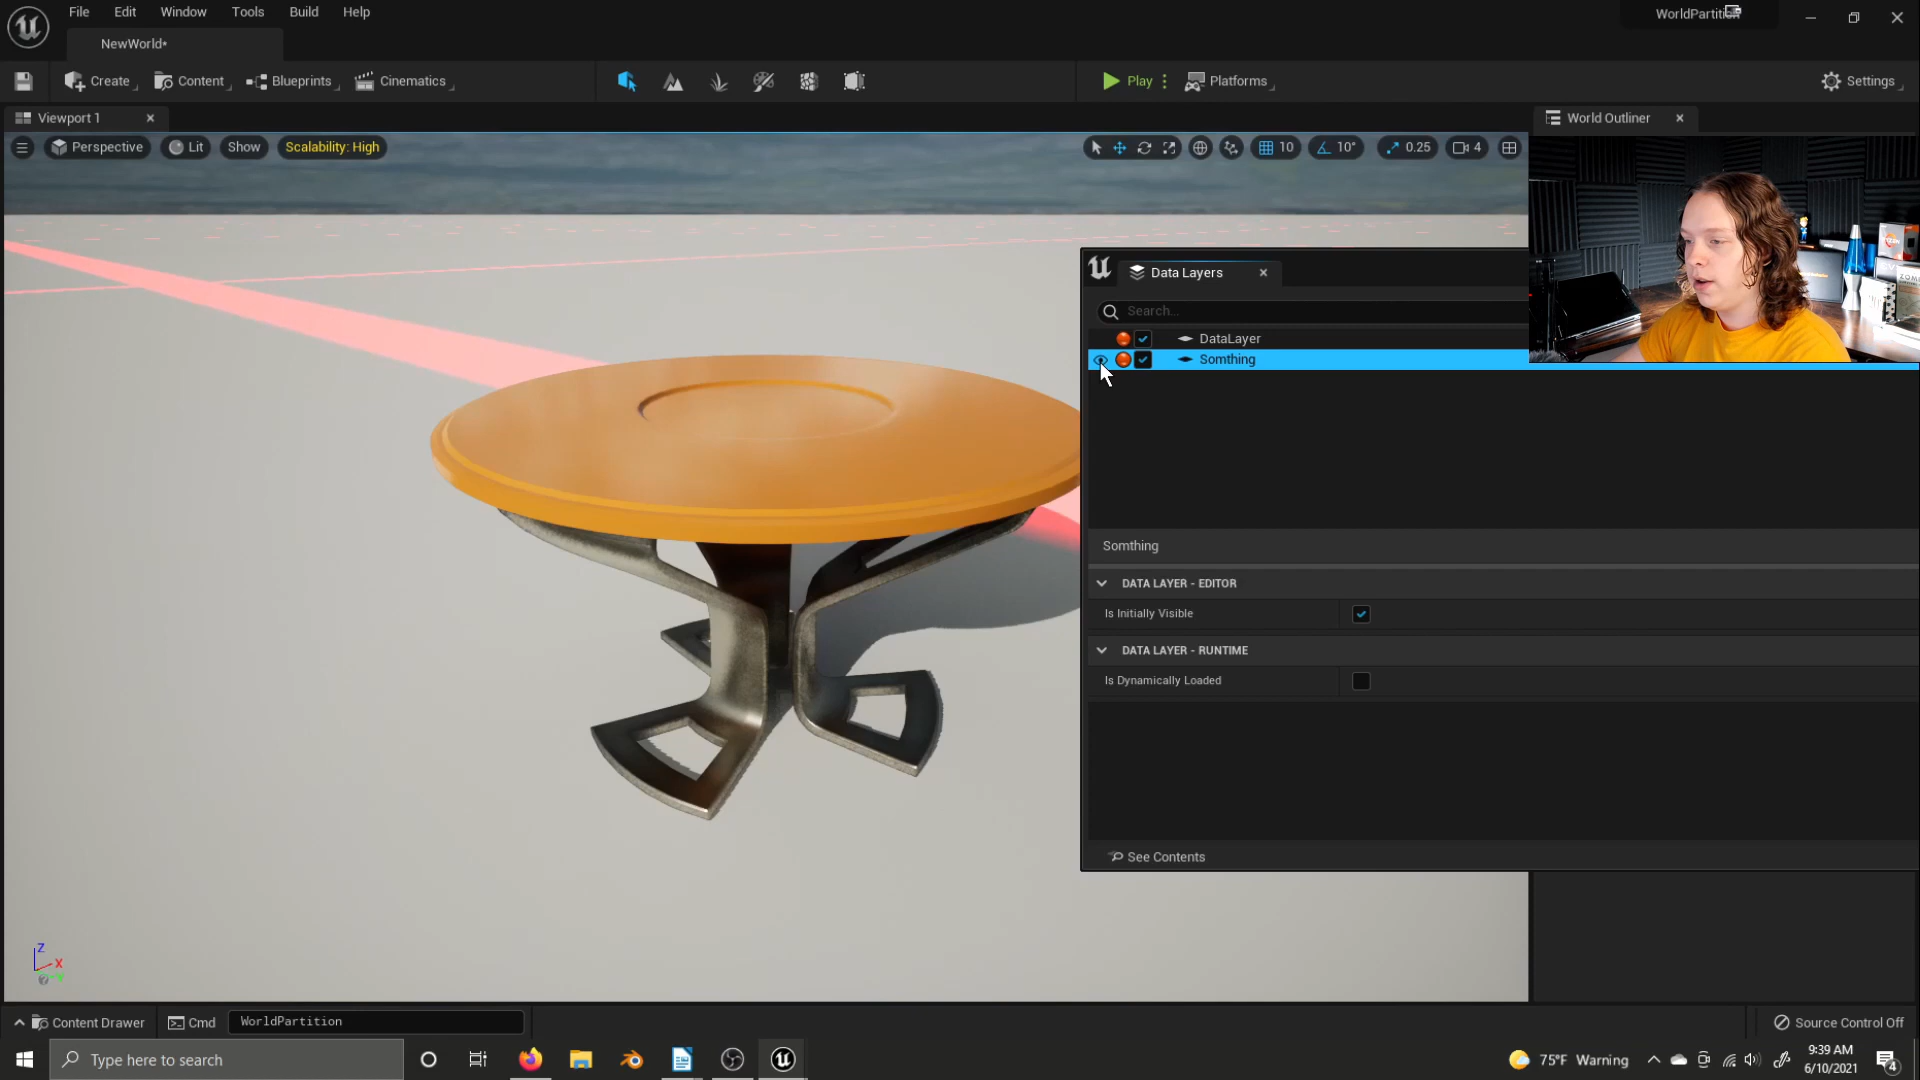 File Edit Window Tools Build Help
WorldPartition
NewWorld*
Create Content Blueprints Cinematics Play Platforms Settings
Viewport 1
World Outliner
Perspective Lit Show Scalability: High
10 10° 0.25 4
Data Layers
Search...
DataLayer
Somthing
Somthing
DATA LAYER - EDITOR
Is Initially Visible
DATA LAYER - RUNTIME
Is Dynamically Loaded
See Contents
Z
X
Y
Content Drawer Cmd WorldPartition Source Control Off
Type here to search
75°F Warning
9:39 AM
6/10/2021
4